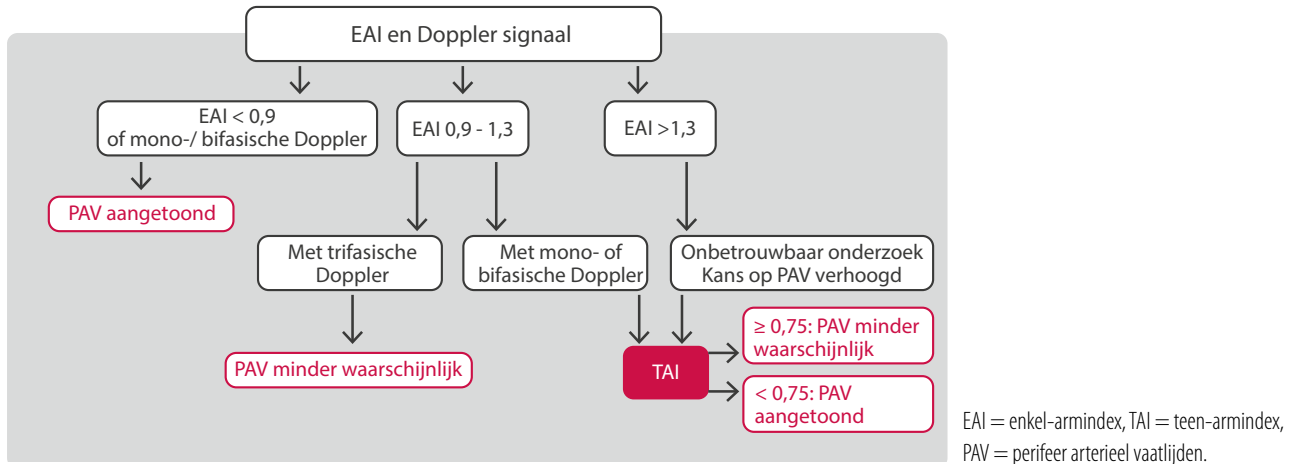 EAI en Doppler signaal
EAI < 0,9
of mono-/ bifasische Doppler
EAI 0,9 - 1,3
EAI >1,3
PAV aangetoond
Met trifasische
Doppler
Met mono- of
bifasische Doppler
Onbetrouwbaar onderzoek
Kans op PAV verhoogd
PAV minder waarschijnlijk
TAI
≥ 0,75: PAV minder
waarschijnlijk
< 0,75: PAV
aangetoond
EAI = enkel-armindex, TAI = teen-armindex,
PAV = perifeer arterieel vaatlijden.